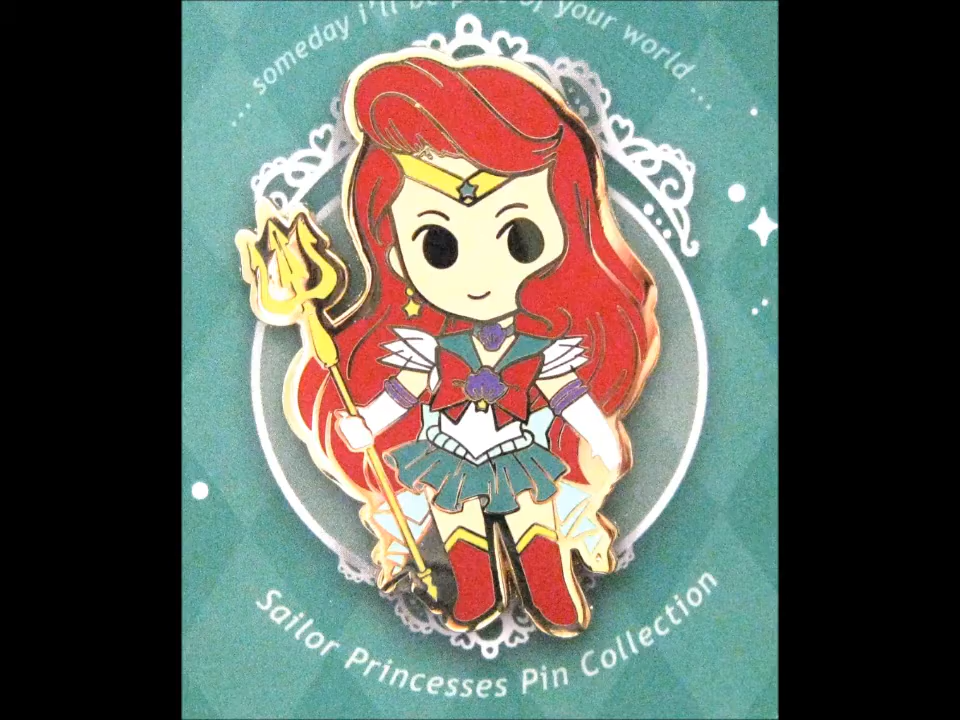 ... someday i'll be part of your world ...
Sailor Princesses Pin Collection